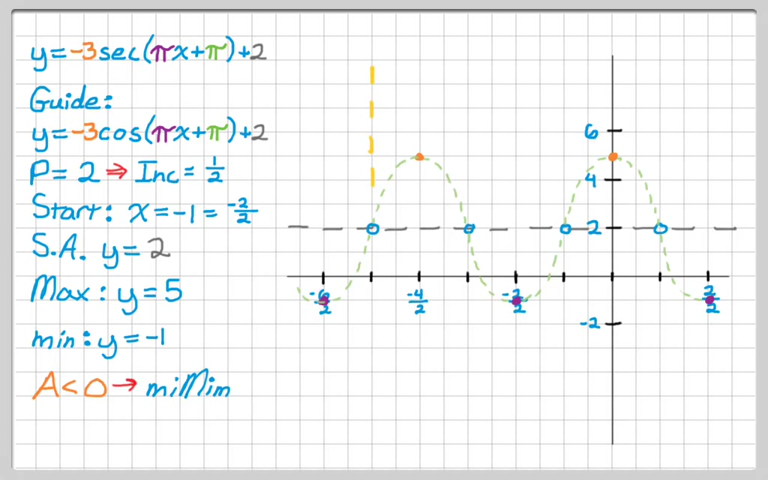 y=-3sec(πx+π)+2
Guide:
y=-3cos(πx+π)+2
P=2⇒Inc=1/2
Start: x=-1=-2/2
S.A. y=2
Max: y=5
min: y=-1
A<0→miMim
6
4
2
-6/2 -4/2 -2/2 2/2
-2